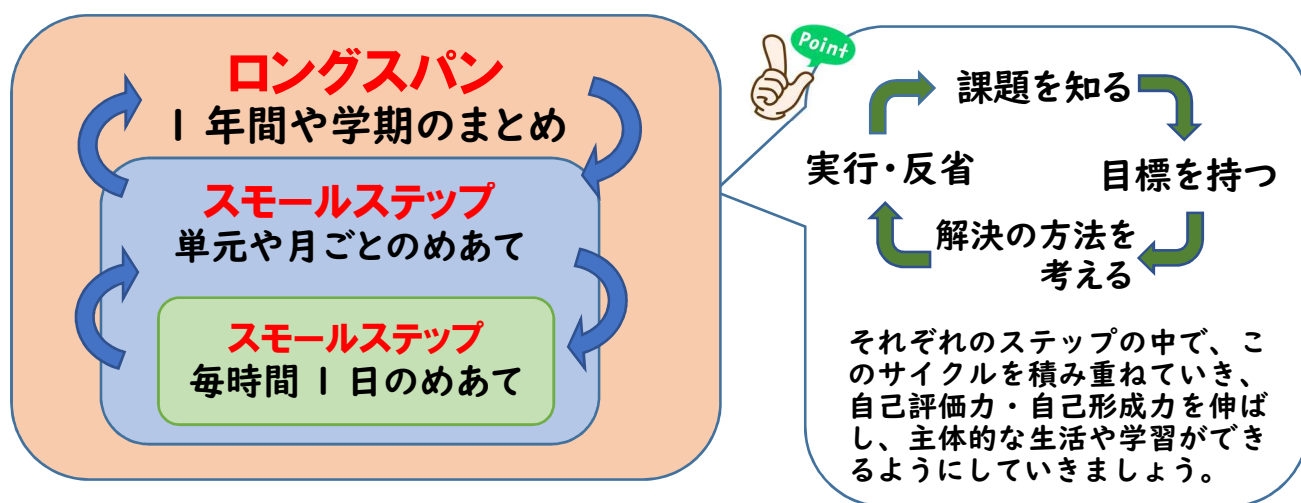 ロングスパン
1 年間や学期のまとめ
スモールステップ
単元や月ごとのめあて
スモールステップ
毎時間 1 日のめあて
Point
課題を知る
目標を持つ
解決の方法を
考える
実行・反省
それぞれのステップの中で、こ
のサイクルを積み重ねていき、
自己評価力・自己形成力を伸ば
し、主体的な生活や学習ができ
るようにしていきましょう。